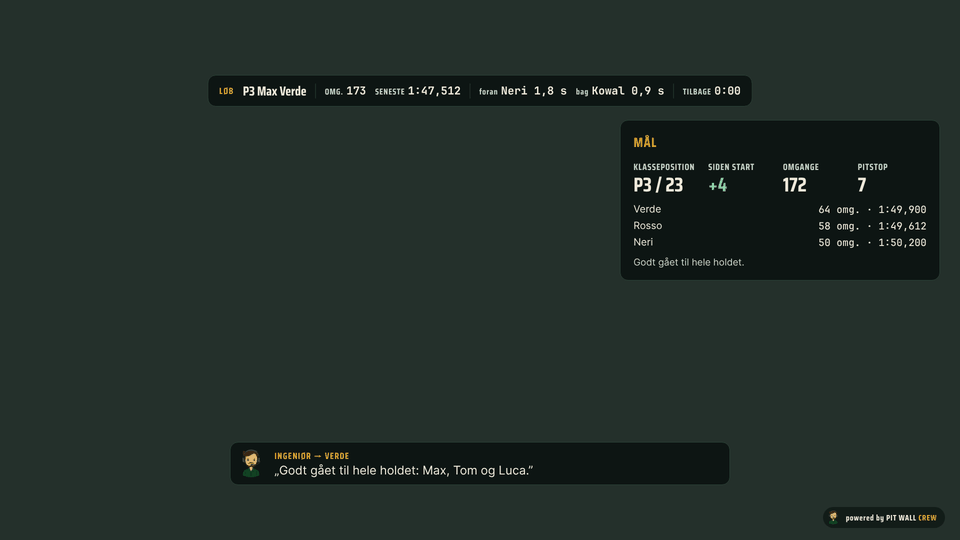 LØB P3 Max Verde OMG. 173 SENESTE 1:47,512 foran Neri 1,8 s bag Kowal 0,9 s TILBAGE 0:00
MÅL
KLASSEPOSITION SIDEN START OMGANGE PITSTOP
P3 / 23 +4 172 7
Verde 64 omg. · 1:49,900
Rosso 58 omg. · 1:49,612
Neri 50 omg. · 1:50,200
Godt gået til hele holdet.
INGENIØR → VERDE
„Godt gået til hele holdet: Max, Tom og Luca.”
powered by PIT WALL CREW